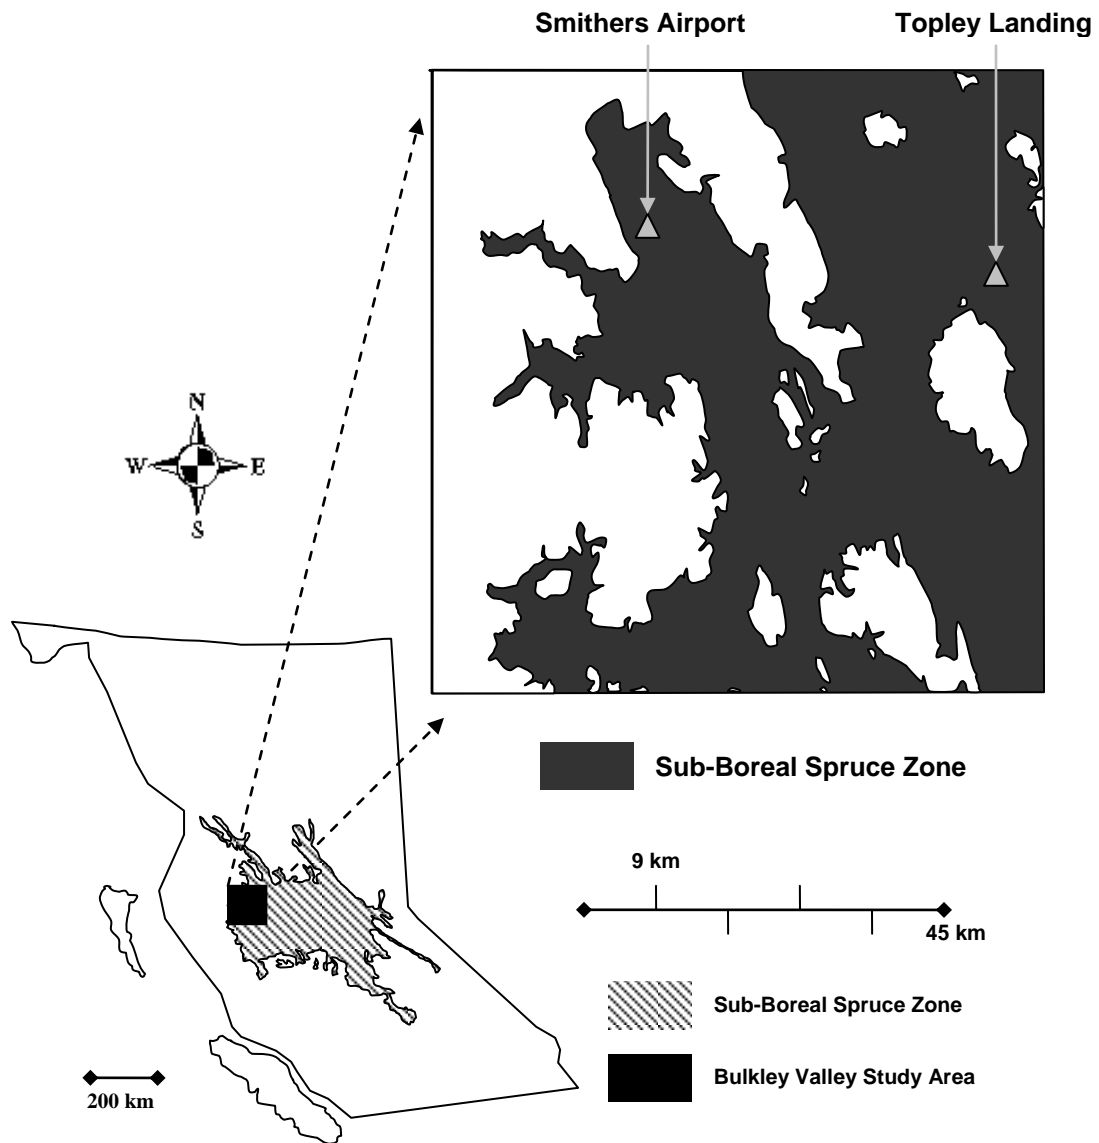 Smithers Airport
Topley Landing
N
W
E
S
Sub-Boreal Spruce Zone
9 km
45 km
Sub-Boreal Spruce Zone
Bulkley Valley Study Area
200 km